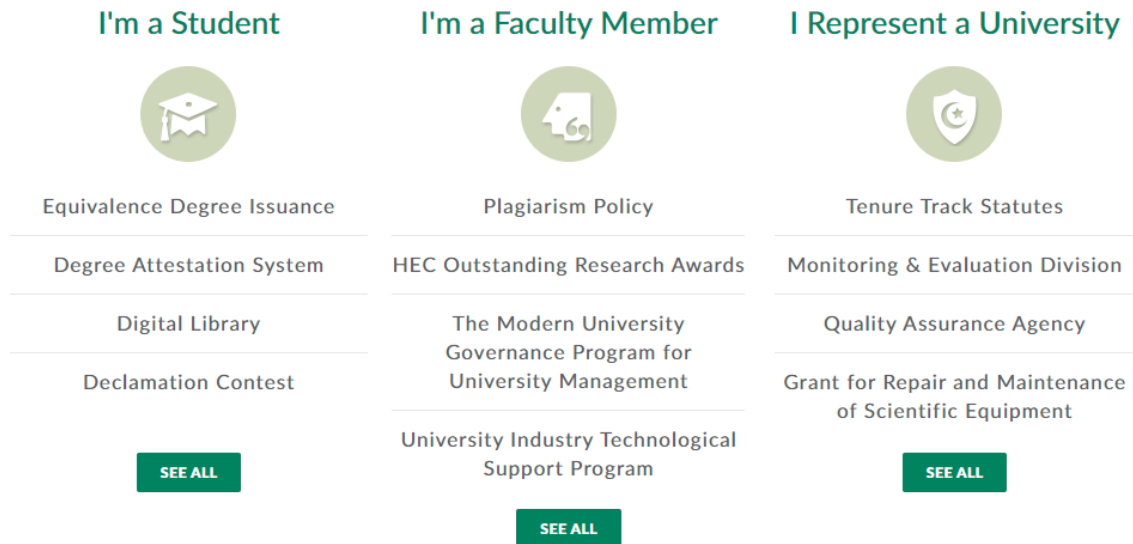 I'm a Student
Equivalence Degree Issuance
Degree Attestation System
Digital Library
Declamation Contest
SEE ALL
I'm a Faculty Member
Plagiarism Policy
HEC Outstanding Research Awards
The Modern University
Governance Program for
University Management
University Industry Technological
Support Program
SEE ALL
I Represent a University
Tenure Track Statutes
Monitoring & Evaluation Division
Quality Assurance Agency
Grant for Repair and Maintenance
of Scientific Equipment
SEE ALL